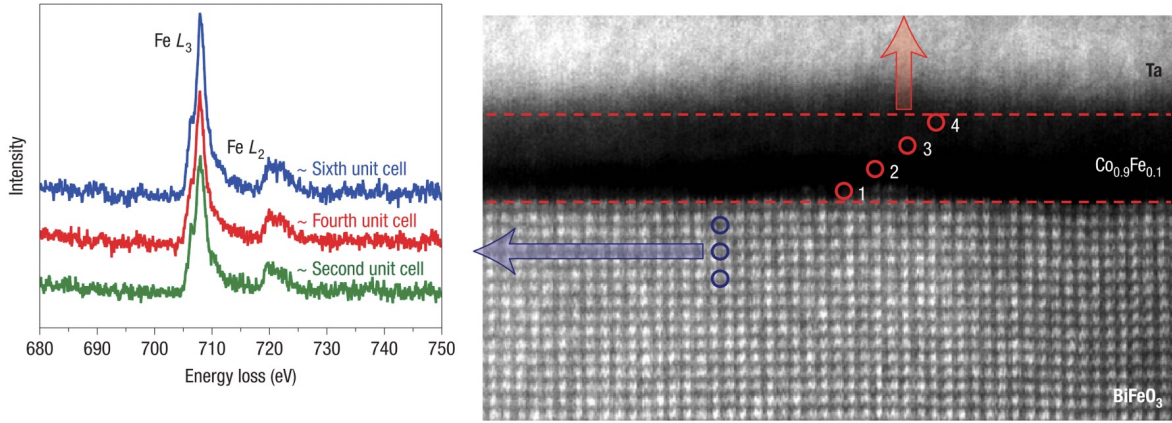 Fe L3
Fe L2
~ Sixth unit cell
~ Fourth unit cell
~ Second unit cell
Intensity
680 690 700 710 720 730 740 750
Energy loss (eV)
Ta
4
3
2
1
Co0.9Fe0.1
BiFeO3